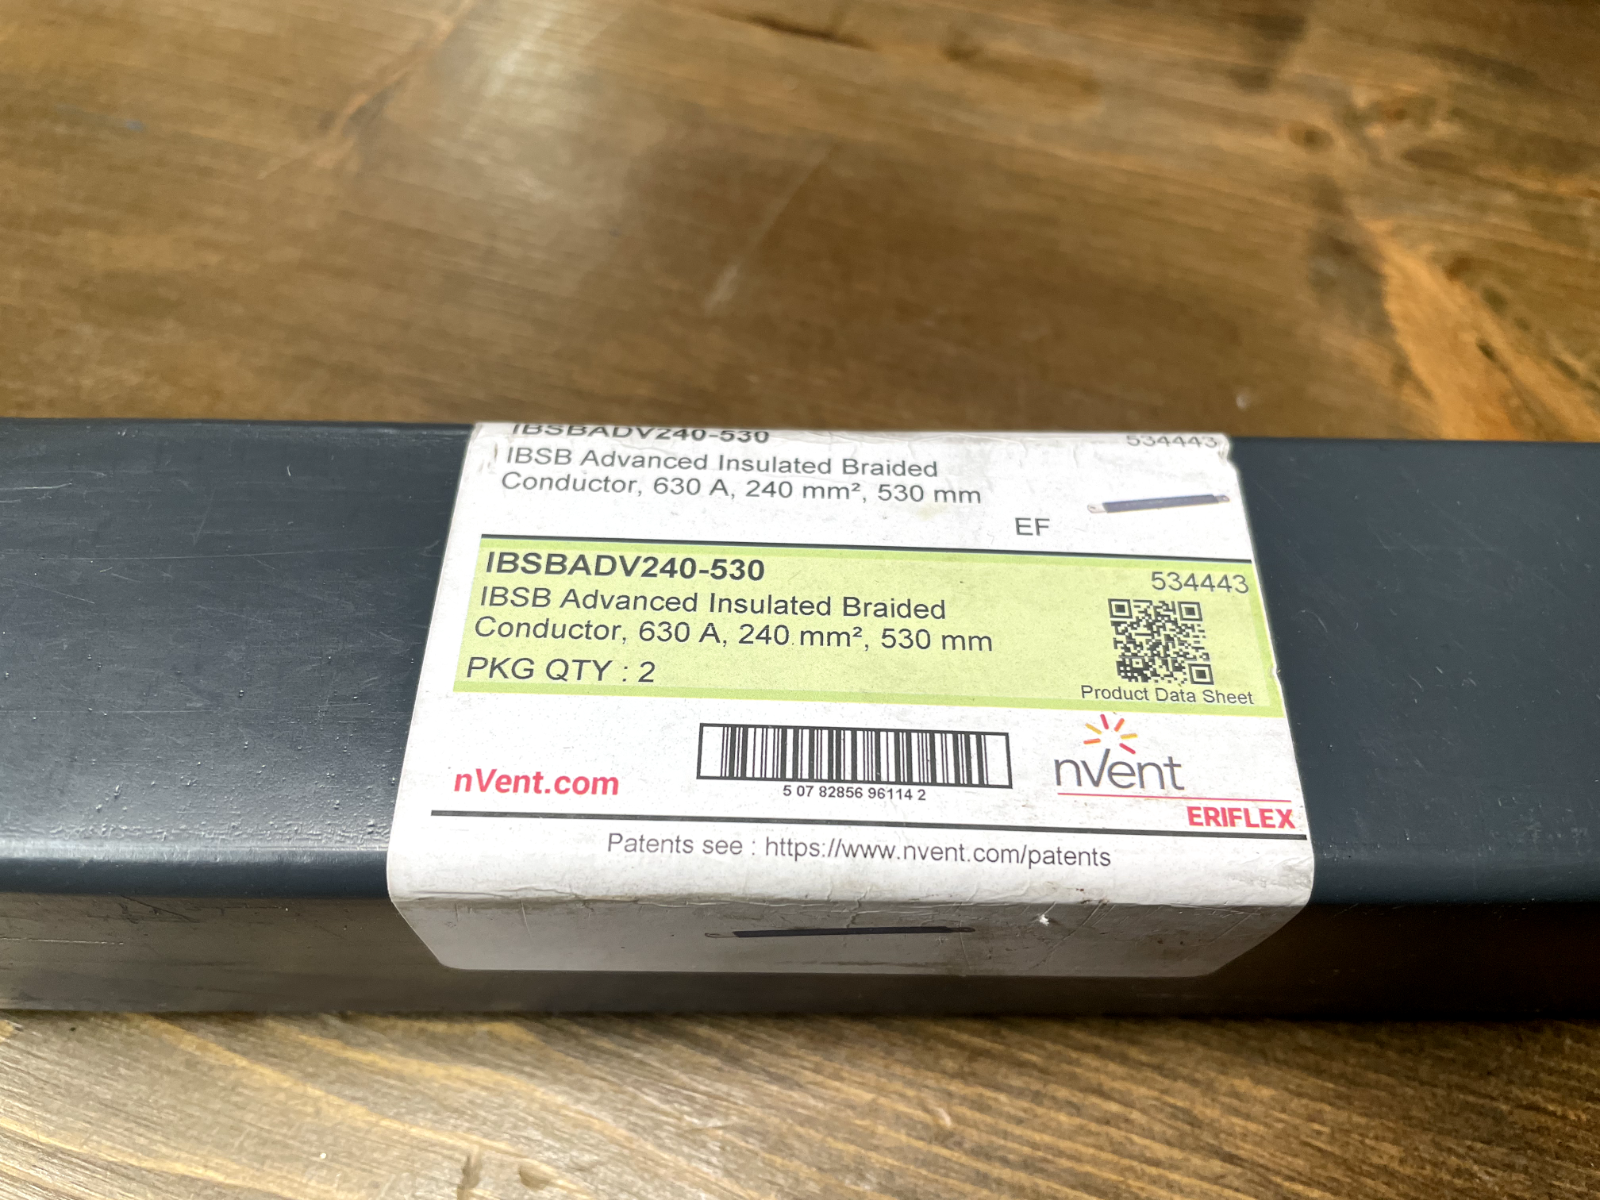 IBSBADV240-530
534443
IBSB Advanced Insulated Braided
Conductor, 630 A, 240 mm², 530 mm
EF
IBSBADV240-530
534443
IBSB Advanced Insulated Braided
Conductor, 630 A, 240 mm², 530 mm
PKG QTY : 2
Product Data Sheet
nVent.com
5 07 82856 96114 2
nVent
ERIFLEX
Patents see : https://www.nvent.com/patents